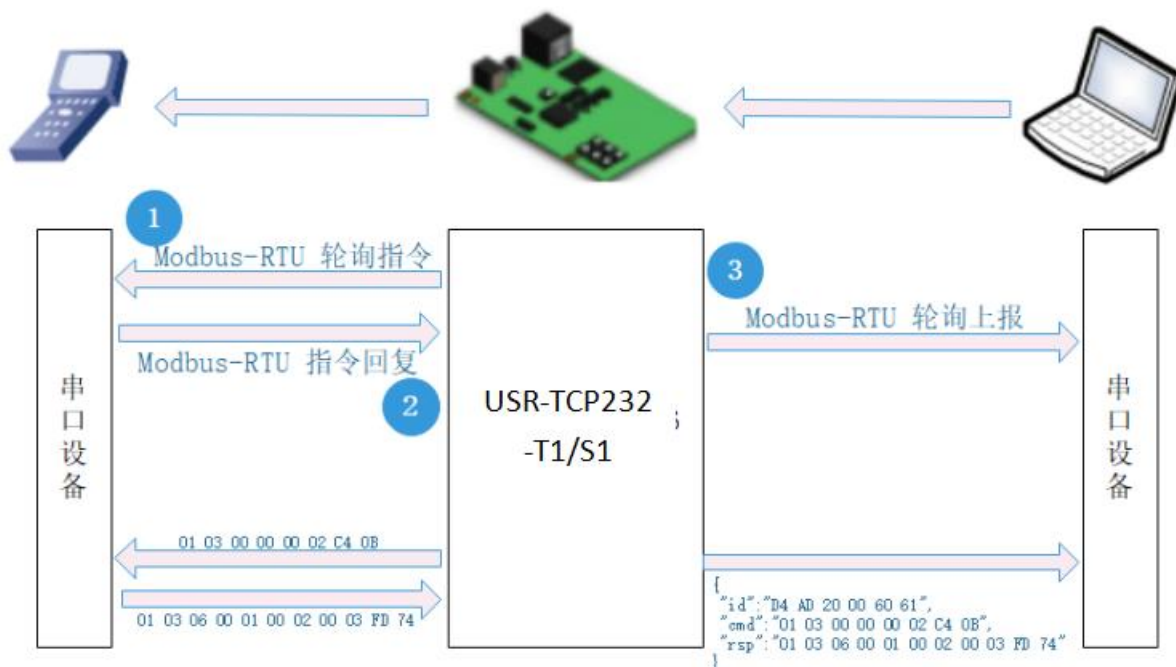 1
Modbus-RTU 轮询指令
3
Modbus-RTU 轮询上报
Modbus-RTU 指令回复
2
串口设备
USR-TCP232
-T1/S1
串口设备
01 03 00 00 00 02 C4 0B
01 03 06 00 01 00 02 00 03 FD 74
{
"id":"D4 AD 20 00 60 61",
"cmd":"01 03 00 00 00 02 C4 0B",
"rsp":"01 03 06 00 01 00 02 00 03 FD 74"
}